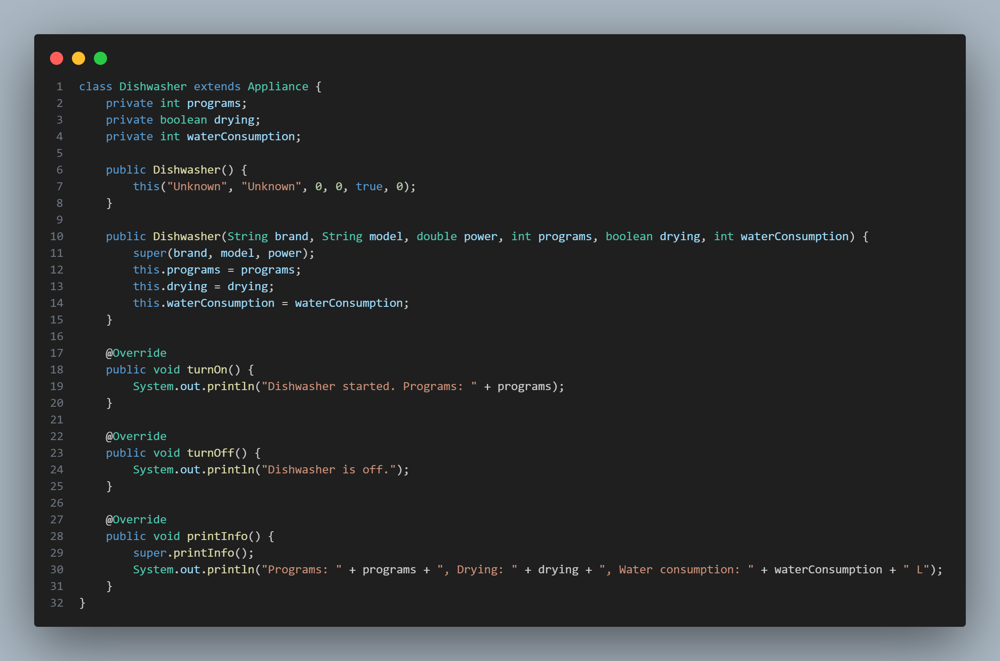 1 class Dishwasher extends Appliance {
2     private int programs;
3     private boolean drying;
4     private int waterConsumption;
5
6     public Dishwasher() {
7         this("Unknown", "Unknown", 0, 0, true, 0);
8     }
9
10     public Dishwasher(String brand, String model, double power, int programs, boolean drying, int waterConsumption) {
11         super(brand, model, power);
12         this.programs = programs;
13         this.drying = drying;
14         this.waterConsumption = waterConsumption;
15     }
16
17     @Override
18     public void turnOn() {
19         System.out.println("Dishwasher started. Programs: " + programs);
20     }
21
22     @Override
23     public void turnOff() {
24         System.out.println("Dishwasher is off.");
25     }
26
27     @Override
28     public void printInfo() {
29         super.printInfo();
30         System.out.println("Programs: " + programs + ", Drying: " + drying + ", Water consumption: " + waterConsumption + " L");
31     }
32 }